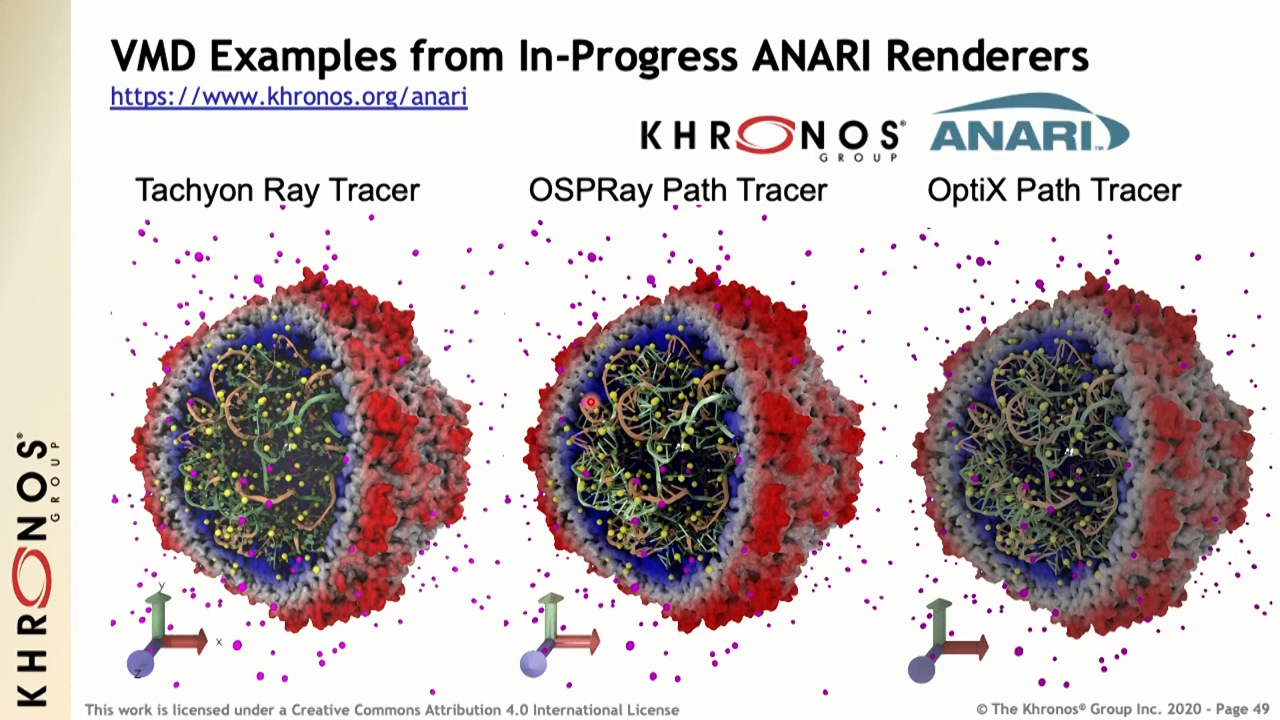 VMD Examples from In-Progress ANARI Renderers
https://www.khronos.org/anari
KHRONOS®
GROUP
ANARI™
Tachyon Ray Tracer
OSPRay Path Tracer
OptiX Path Tracer
y
x
z
KHRONOS®
GROUP
This work is licensed under a Creative Commons Attribution 4.0 International License
© The Khronos® Group Inc. 2020 - Page 49